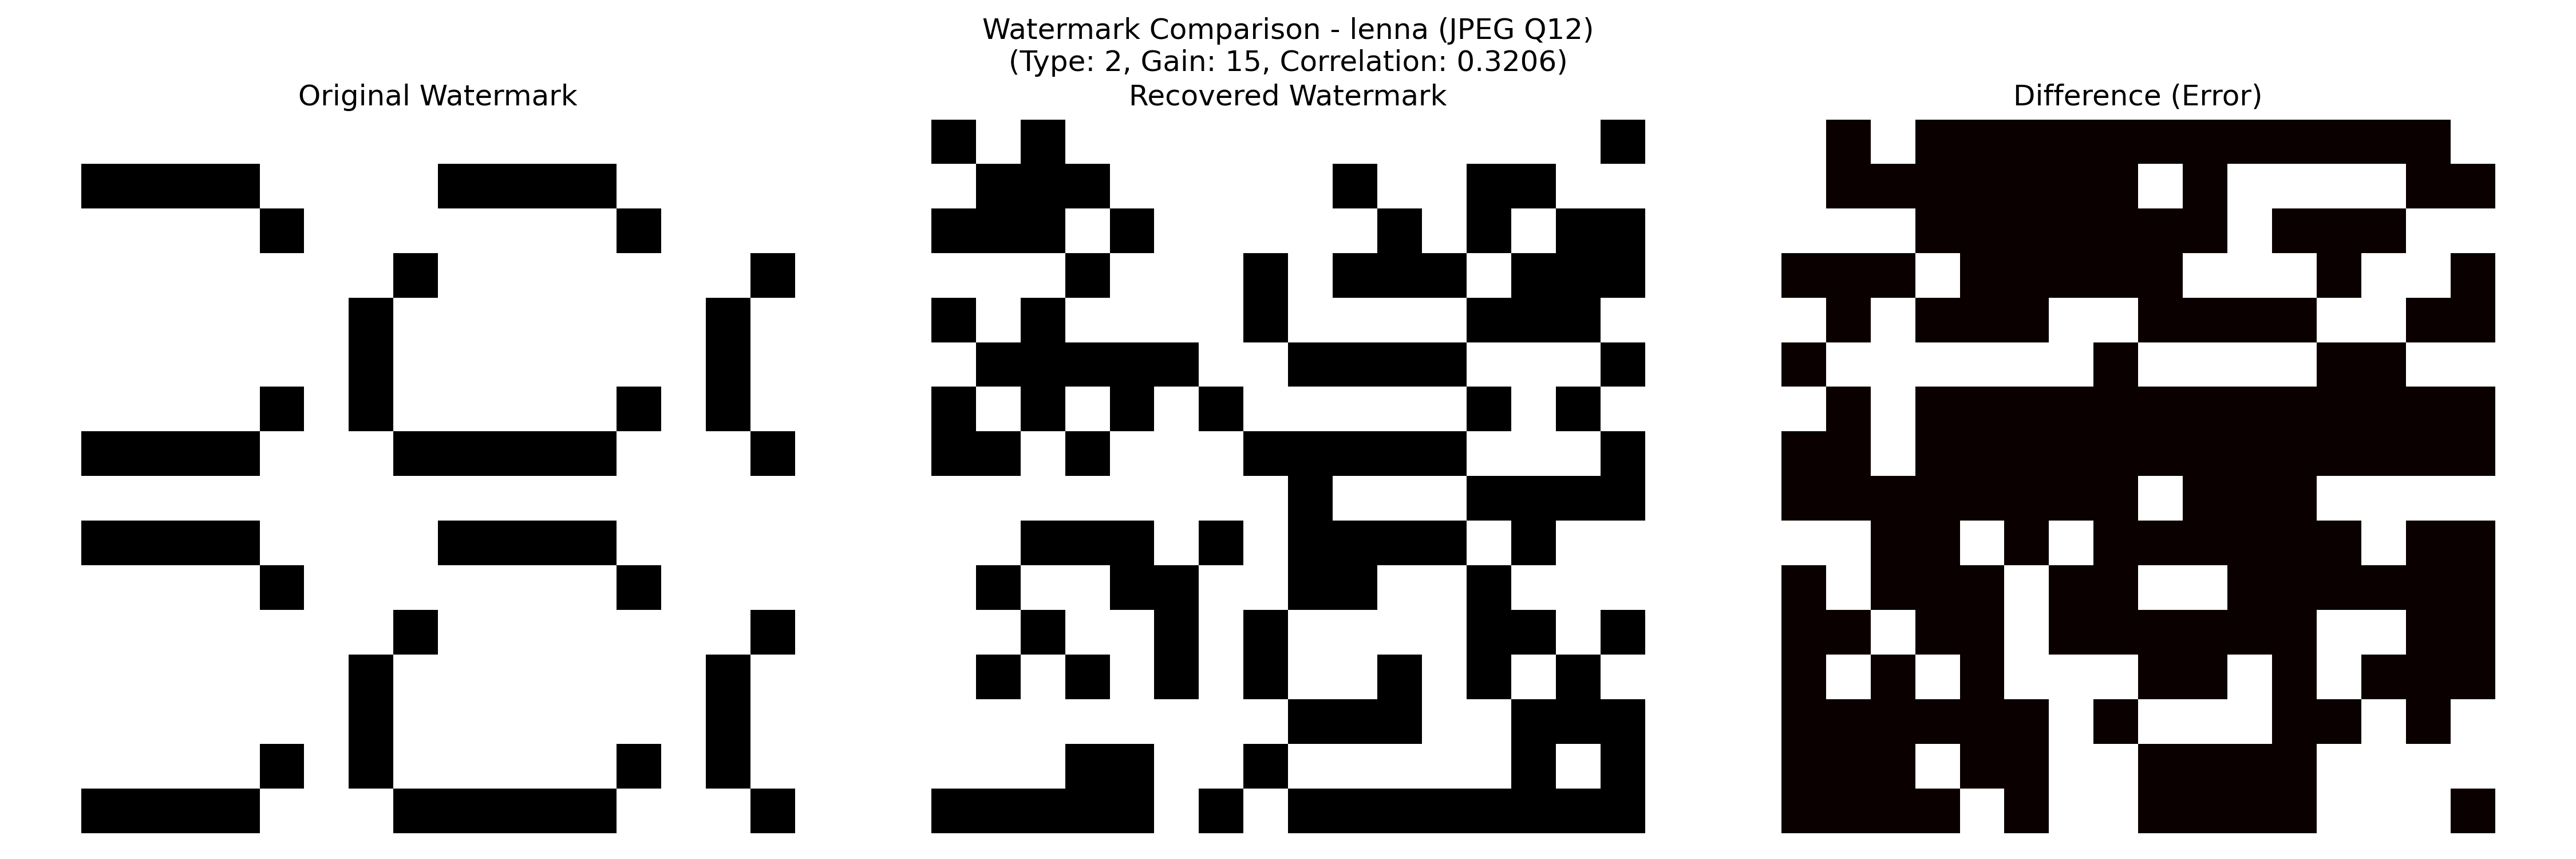 Watermark Comparison - lenna (JPEG Q12)
(Type: 2, Gain: 15, Correlation: 0.3206)
Original Watermark
Recovered Watermark
Difference (Error)